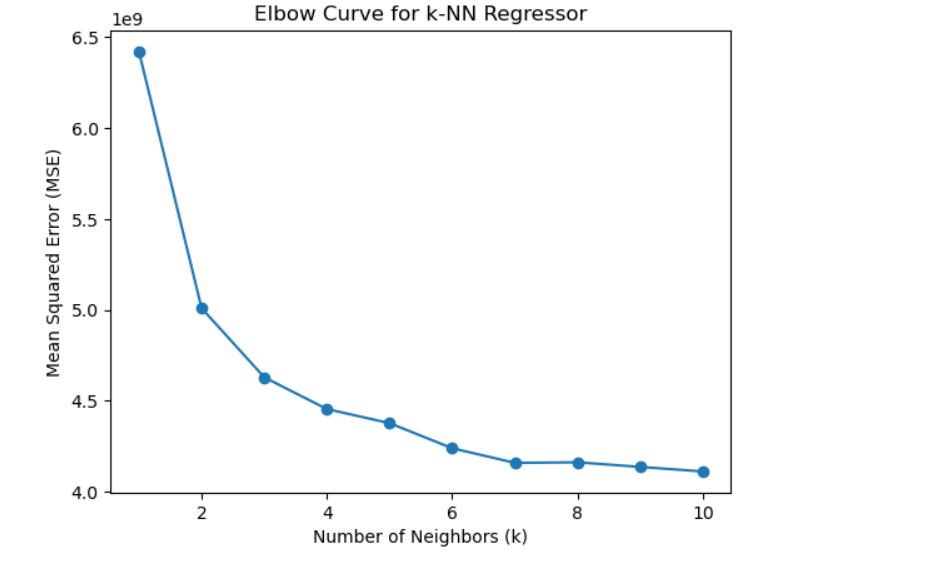 Elbow Curve for k-NN Regressor
1e9
6.5
6.0
5.5
5.0
4.5
4.0
Mean Squared Error (MSE)
2 4 6 8 10
Number of Neighbors (k)